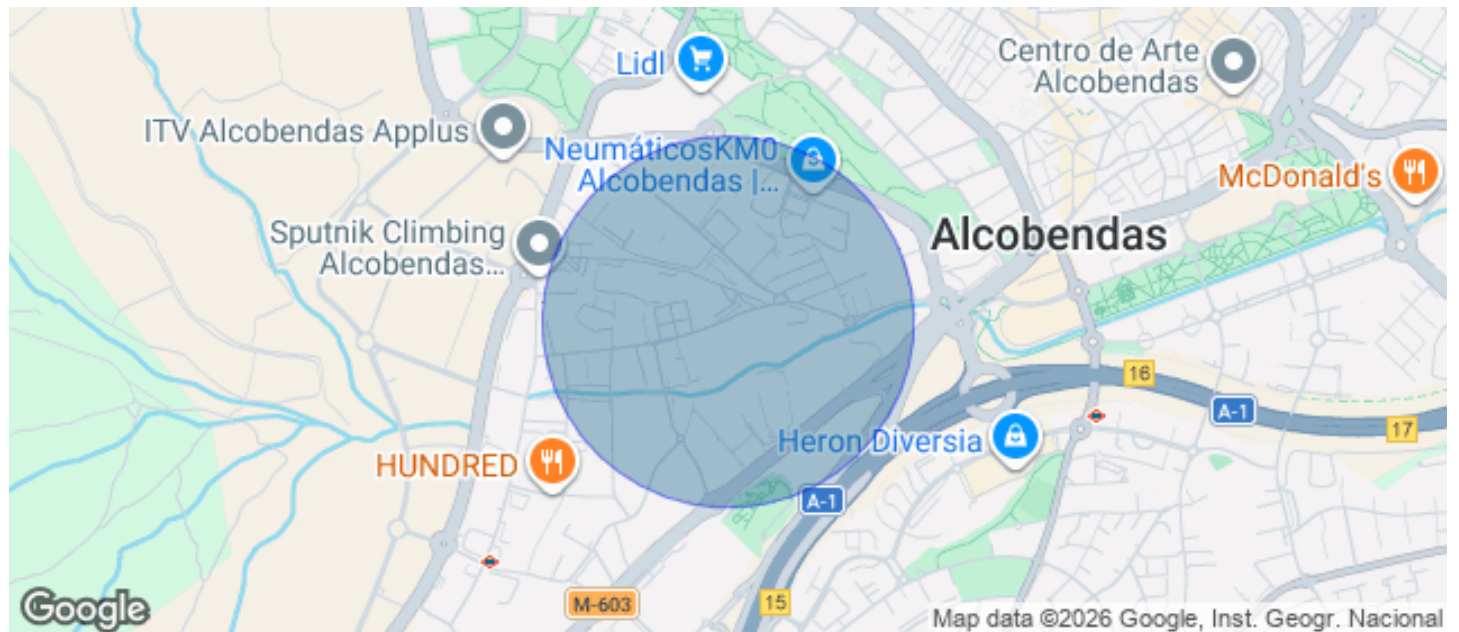 Lidl
Centro de Arte
Alcobendas
ITV Alcobendas Applus
NeumáticosKM0
Alcobendas |...
McDonald's
Sputnik Climbing
Alcobendas...
Alcobendas
16
A-1
17
Heron Diversia
HUNDRED
A-1
M-603
15
Google
Map data ©2026 Google, Inst. Geogr. Nacional